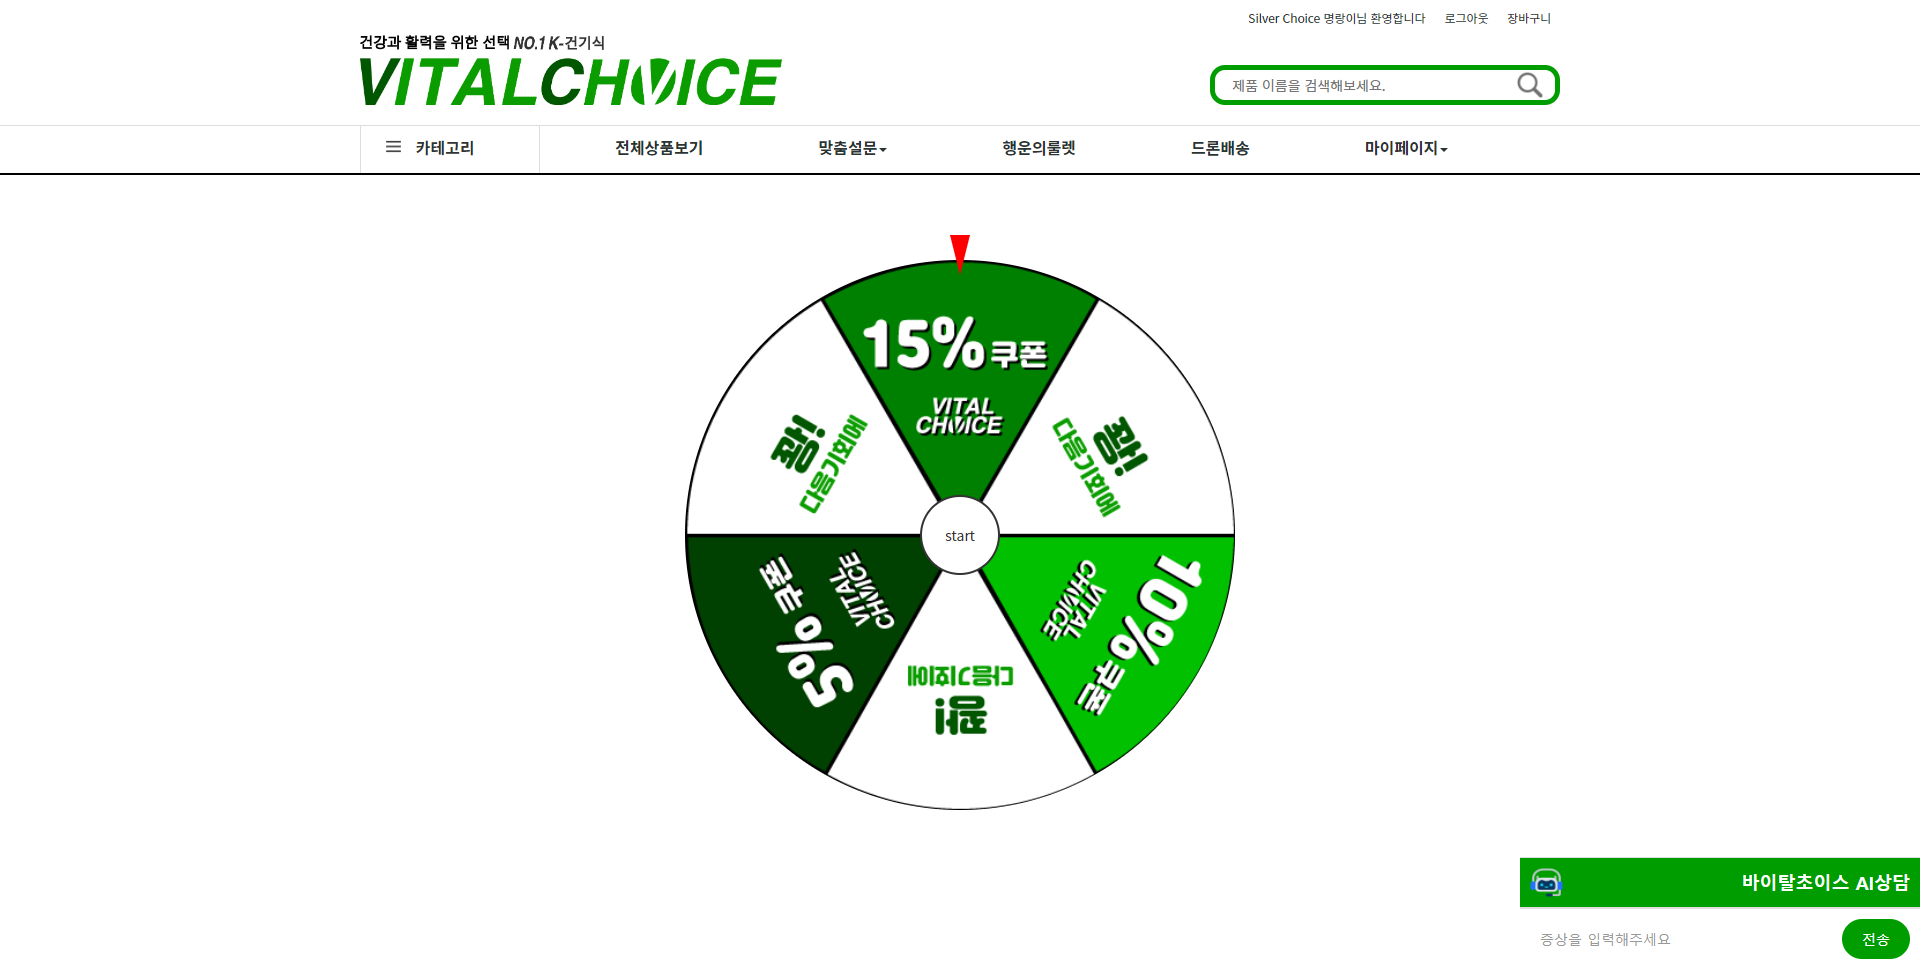 Silver Choice 명랑이님 환영합니다 로그아웃 장바구니
건강과 활력을 위한 선택 NO.1 K-건기식
VITALCHOICE
제품 이름을 검색해보세요.
카테고리 전체상품보기 맞춤설문 행운의룰렛 드론배송 마이페이지
15% 쿠폰
VITAL
CHOICE
꽝!
다음기회에
꽝!
다음기회에
start
5% 쿠폰
VITAL
CHOICE
10% 쿠폰
VITAL
CHOICE
꽝!
다음기회에
바이탈초이스 AI상담
증상을 입력해주세요 전송